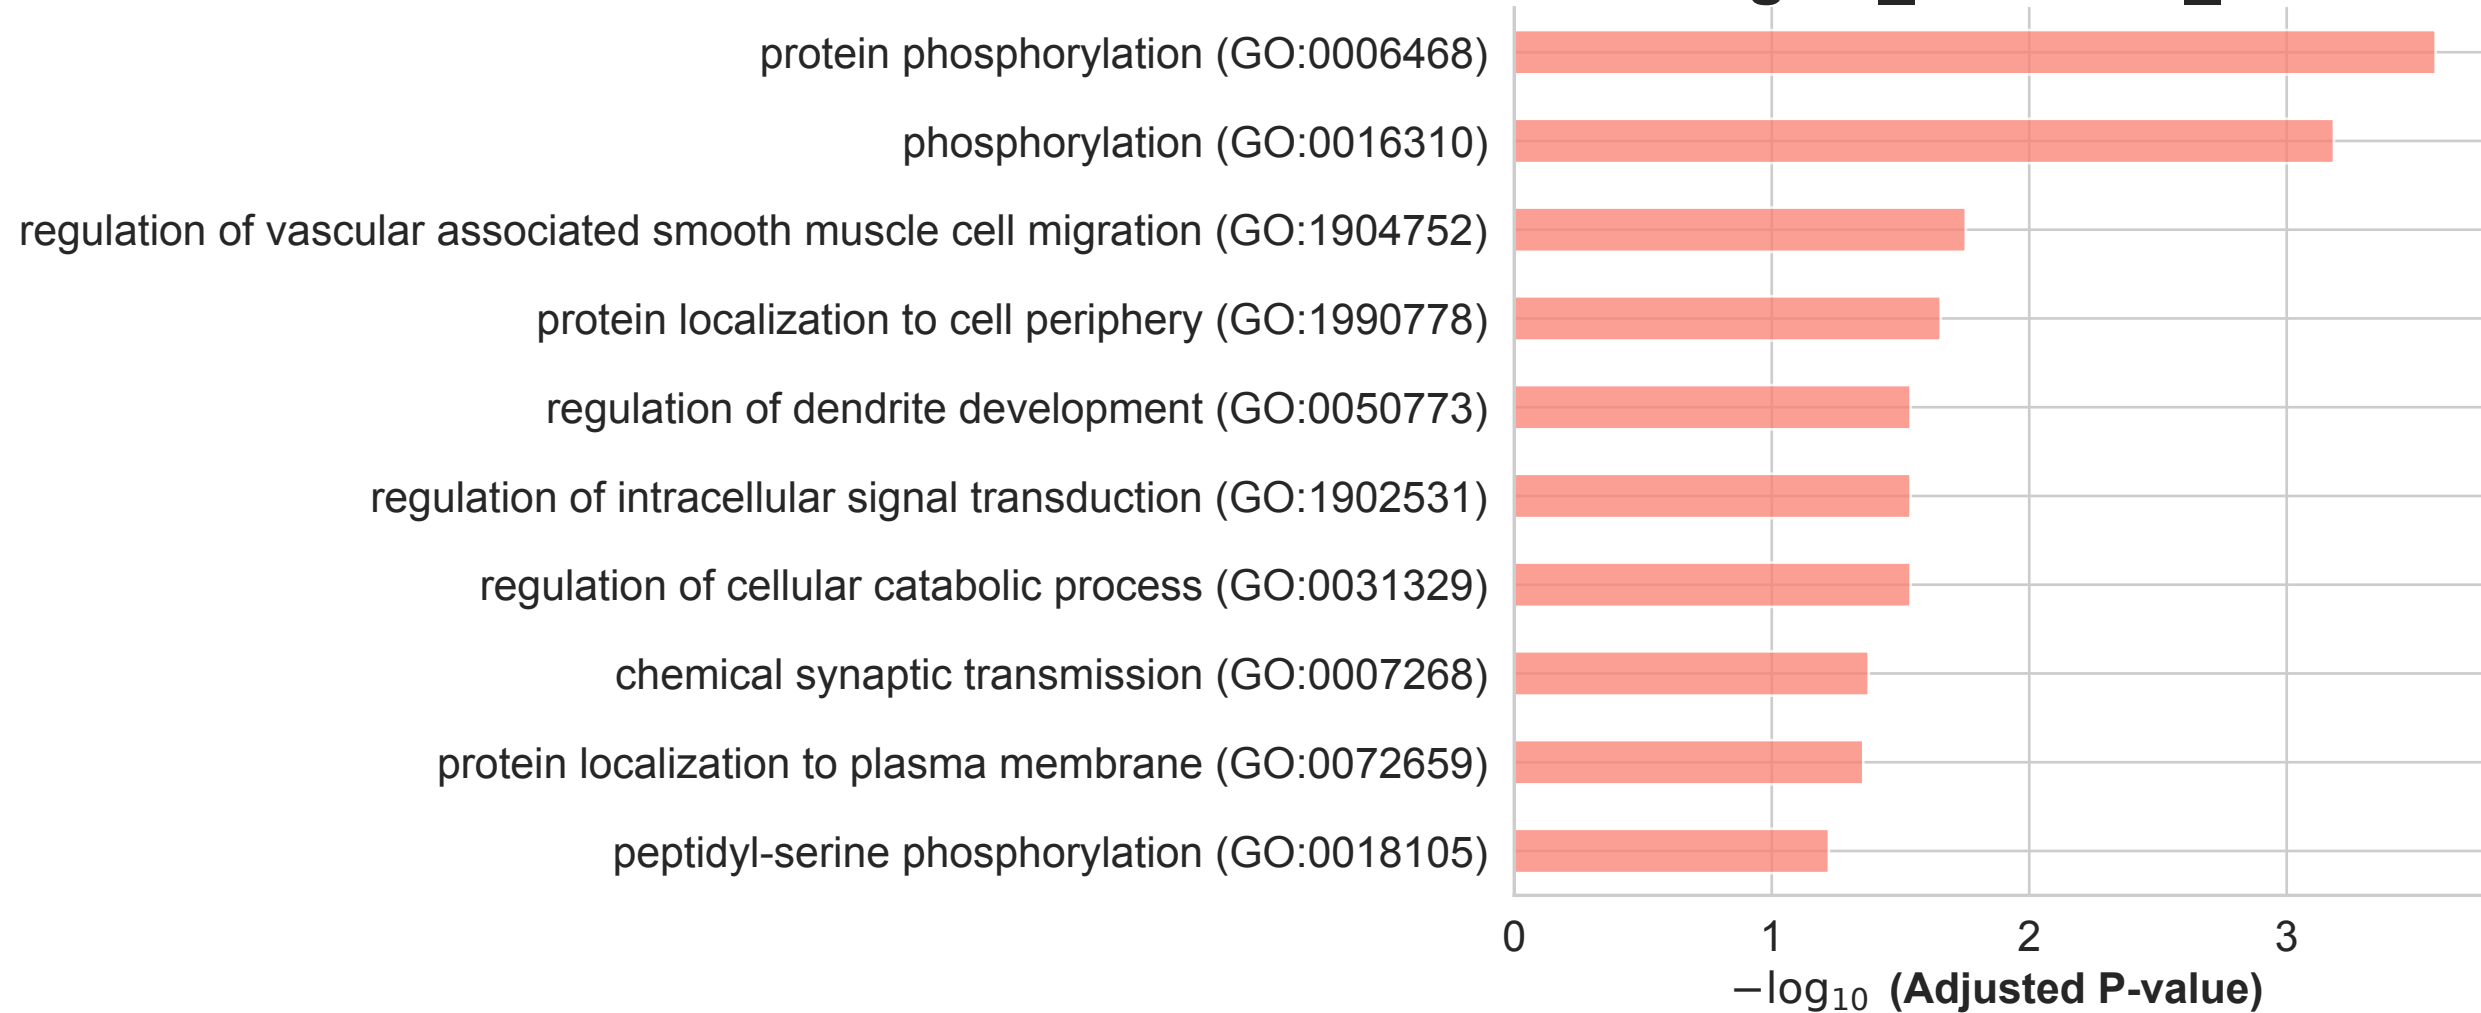 protein phosphorylation (GO:0006468)
phosphorylation (GO:0016310)
regulation of vascular associated smooth muscle cell migration (GO:1904752)
protein localization to cell periphery (GO:1990778)
regulation of dendrite development (GO:0050773)
regulation of intracellular signal transduction (GO:1902531)
regulation of cellular catabolic process (GO:0031329)
chemical synaptic transmission (GO:0007268)
protein localization to plasma membrane (GO:0072659)
peptidyl-serine phosphorylation (GO:0018105)
0 1 2 3
−log₁₀ (Adjusted P-value)